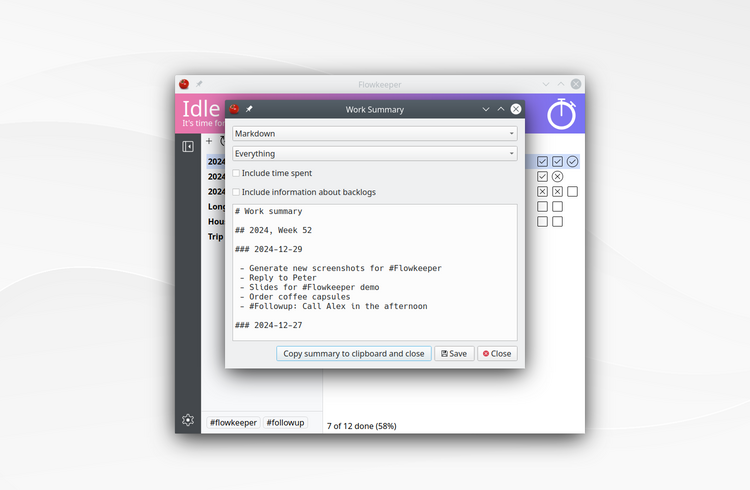 Flowkeeper
Idle
It's time for
Work Summary
Markdown
Everything
Include time spent
Include information about backlogs
# Work summary
## 2024, Week 52
### 2024-12-29
- Generate new screenshots for #Flowkeeper
- Reply to Peter
- Slides for #Flowkeeper demo
- Order coffee capsules
- #Followup: Call Alex in the afternoon
### 2024-12-27
Copy summary to clipboard and close
Save
Close
2024
2024
2024
Long
Hou
Trip
#flowkeeper
#followup
7 of 12 done (58%)